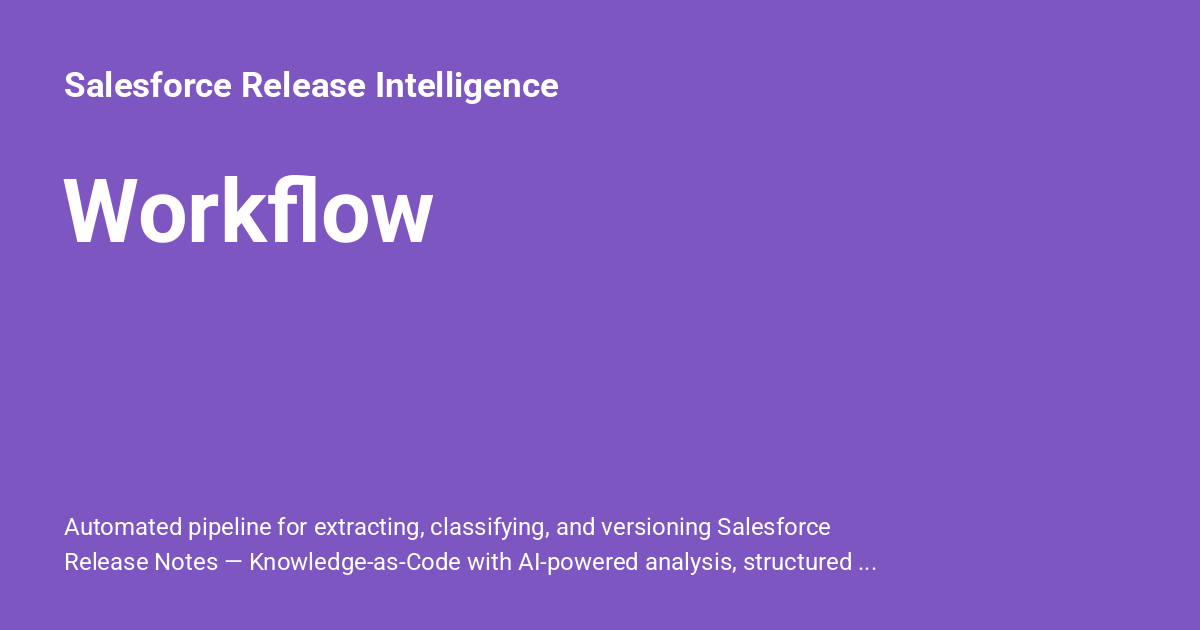 Salesforce Release Intelligence
Workflow
Automated pipeline for extracting, classifying, and versioning Salesforce
Release Notes — Knowledge-as-Code with AI-powered analysis, structured ...